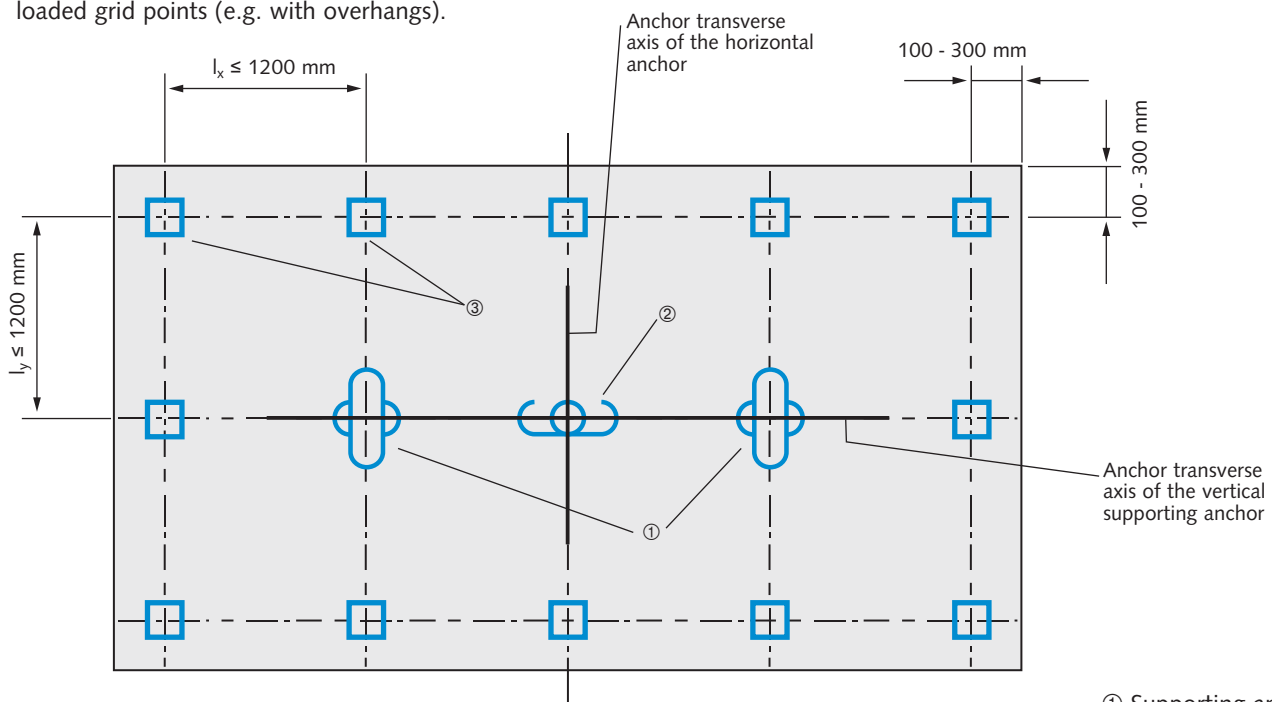 loaded grid points (e.g. with overhangs).
Anchor transverse
axis of the horizontal
anchor
100 - 300 mm
lx ≤ 1200 mm
100 - 300 mm
ly ≤ 1200 mm
③
②
①
Anchor transverse
axis of the vertical
supporting anchor
① Supporting